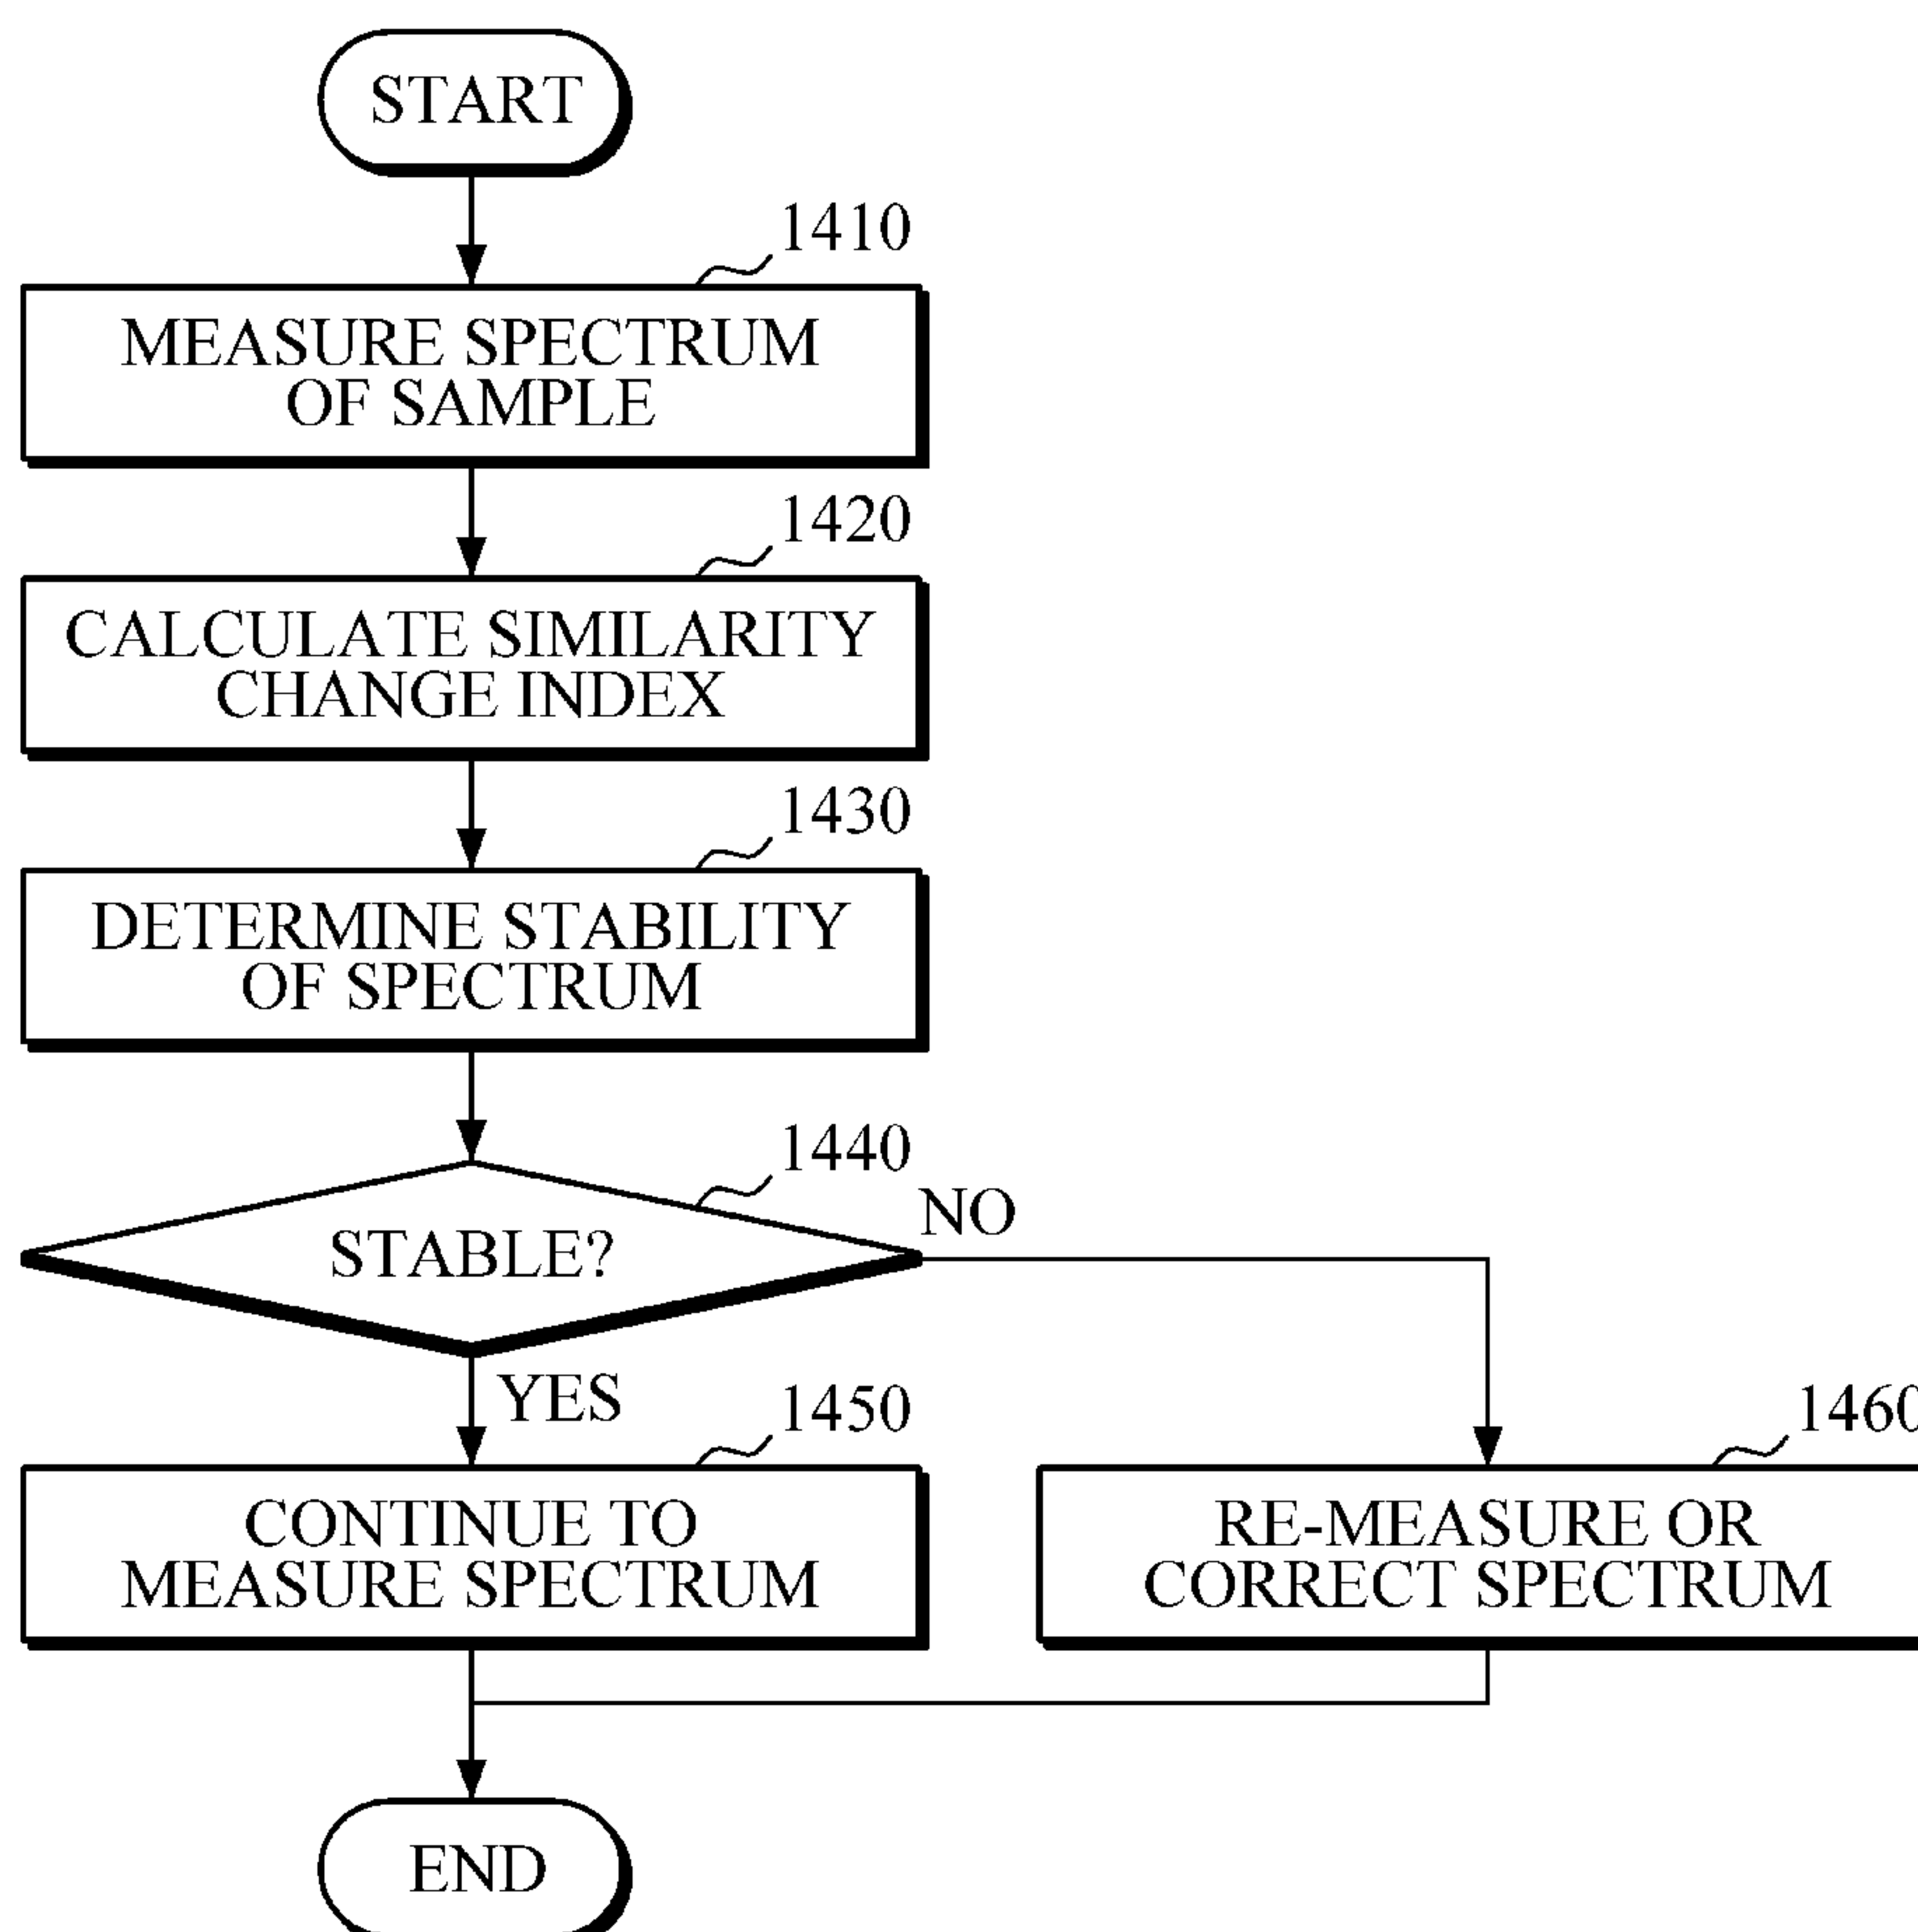 START
1410
MEASURE SPECTRUM
OF SAMPLE
1420
CALCULATE SIMILARITY
CHANGE INDEX
1430
DETERMINE STABILITY
OF SPECTRUM
1440
STABLE?
NO
YES
1450
CONTINUE TO
MEASURE SPECTRUM
1460
RE-MEASURE OR
CORRECT SPECTRUM
END